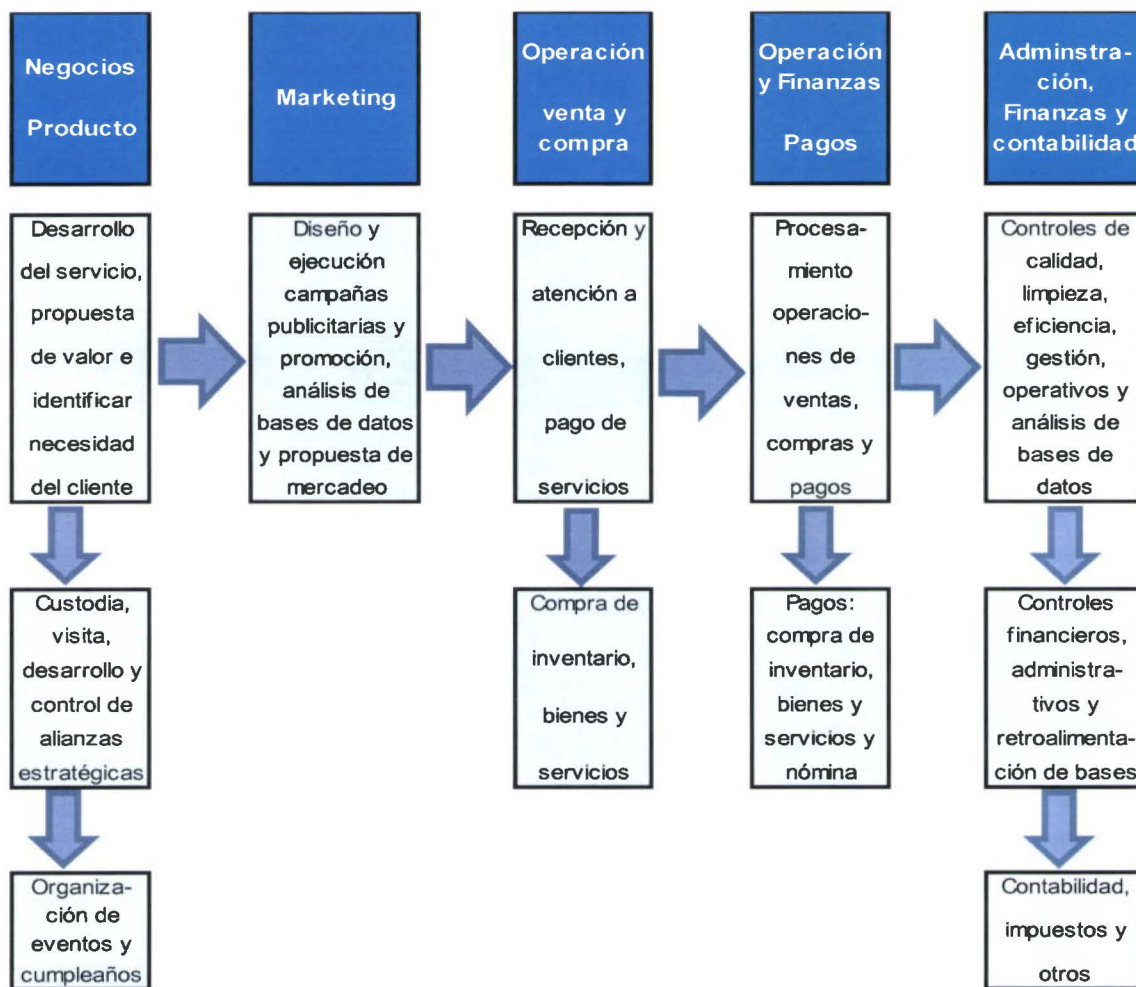 Negocios
Producto
Marketing
Operación
venta y
compra
Operación
y Finanzas
Pagos
Adminstra-
ción,
Finanzas y
contabilidad
Desarrollo
del servicio,
propuesta
de valor e
identificar
necesidad
del cliente
Diseño y
ejecución
campañas
publicitarias y
promoción,
análisis de
bases de datos
y propuesta de
mercadeo
Recepción y
atención a
clientes,
pago de
servicios
Procesa-
miento
operacio-
nes de
ventas,
compras y
pagos
Controles de
calidad,
limpieza,
eficiencia,
gestión,
operativos y
análisis de
bases de
datos
Custodia,
visita,
desarrollo y
control de
alianzas
estratégicas
Compra de
inventario,
bienes y
servicios
Pagos:
compra de
inventario,
bienes y
servicios y
nómina
Controles
financieros,
administra-
tivos y
retroalimenta-
ción de bases
Organiza-
ción de
eventos y
cumpleaños
Contabilidad,
impuestos y
otros